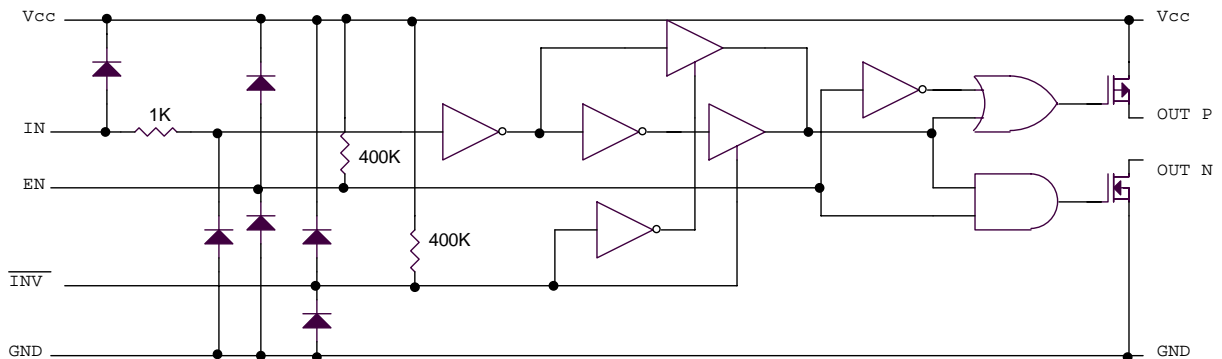 Vcc
Vcc
1K
IN
OUT P
400K
EN
OUT N
400K
INV
GND
GND